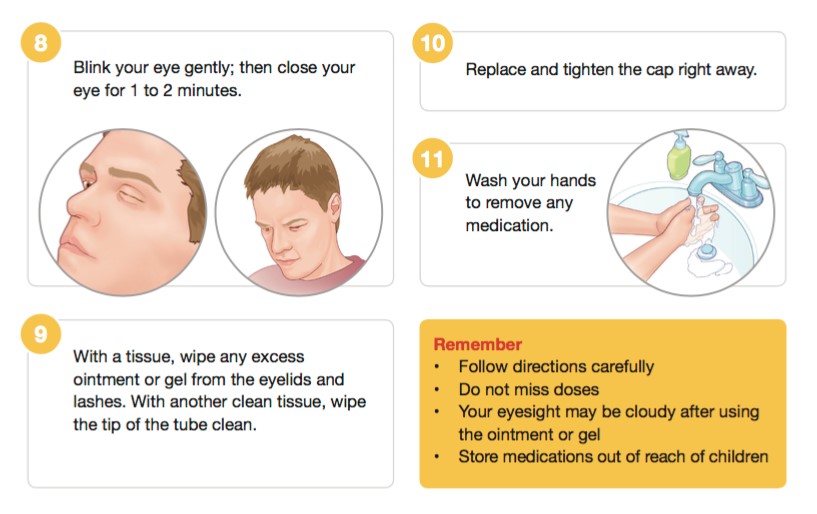 8
Blink your eye gently; then close your
eye for 1 to 2 minutes.
9
With a tissue, wipe any excess
ointment or gel from the eyelids and
lashes. With another clean tissue, wipe
the tip of the tube clean.
10
Replace and tighten the cap right away.
11
Wash your hands
to remove any
medication.
Remember
• Follow directions carefully
• Do not miss doses
• Your eyesight may be cloudy after using
the ointment or gel
• Store medications out of reach of children